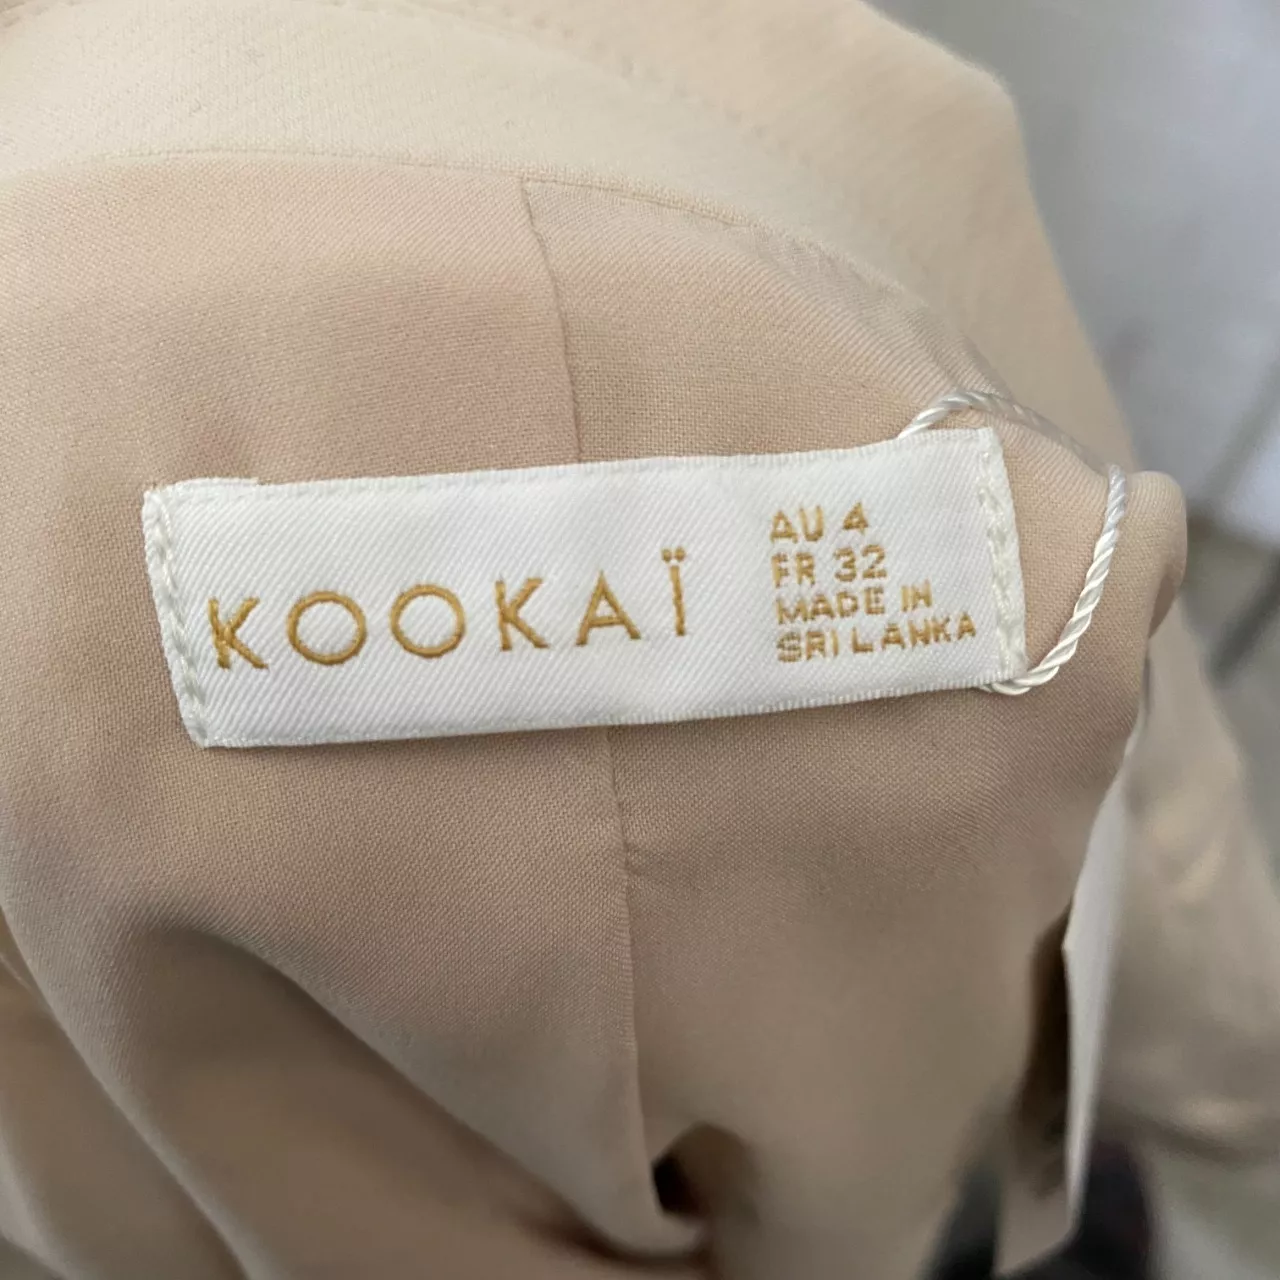 KOOKAÏ
AU 4
FR 32
MADE IN
SRI LANKA